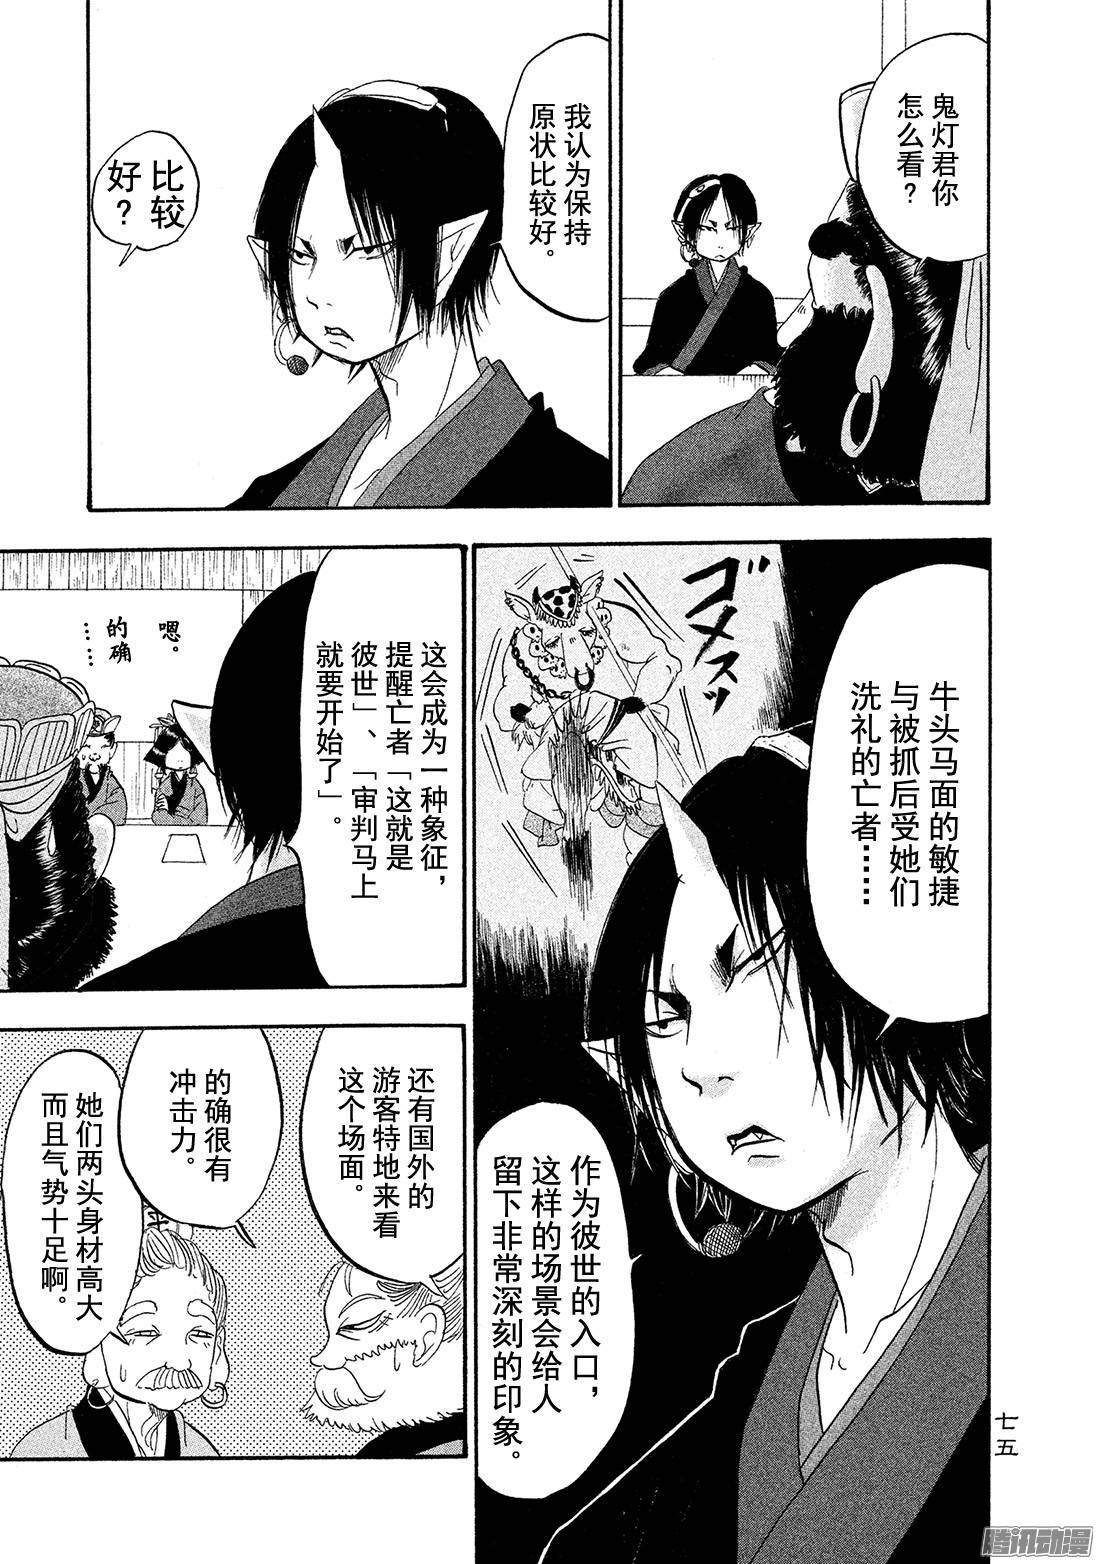 鬼灯君你
怎么看?
我认为保持
原状比较好。
比较
好?
牛头马面的敏捷
与被抓后受她们
洗礼的亡者……
ゴメスズ
作为彼世的入口,
这样的场景会给人
留下非常深刻的印象。
这会成为一种象征,
提醒亡者「这就是
彼世」、「审判马上
就要开始了」。
嗯。
的确
……
还有国外的
游客特地来看
这个场面。
的确很有
冲击力。
她们两头身材高大
而且气势十足啊。
七五
腾讯动漫